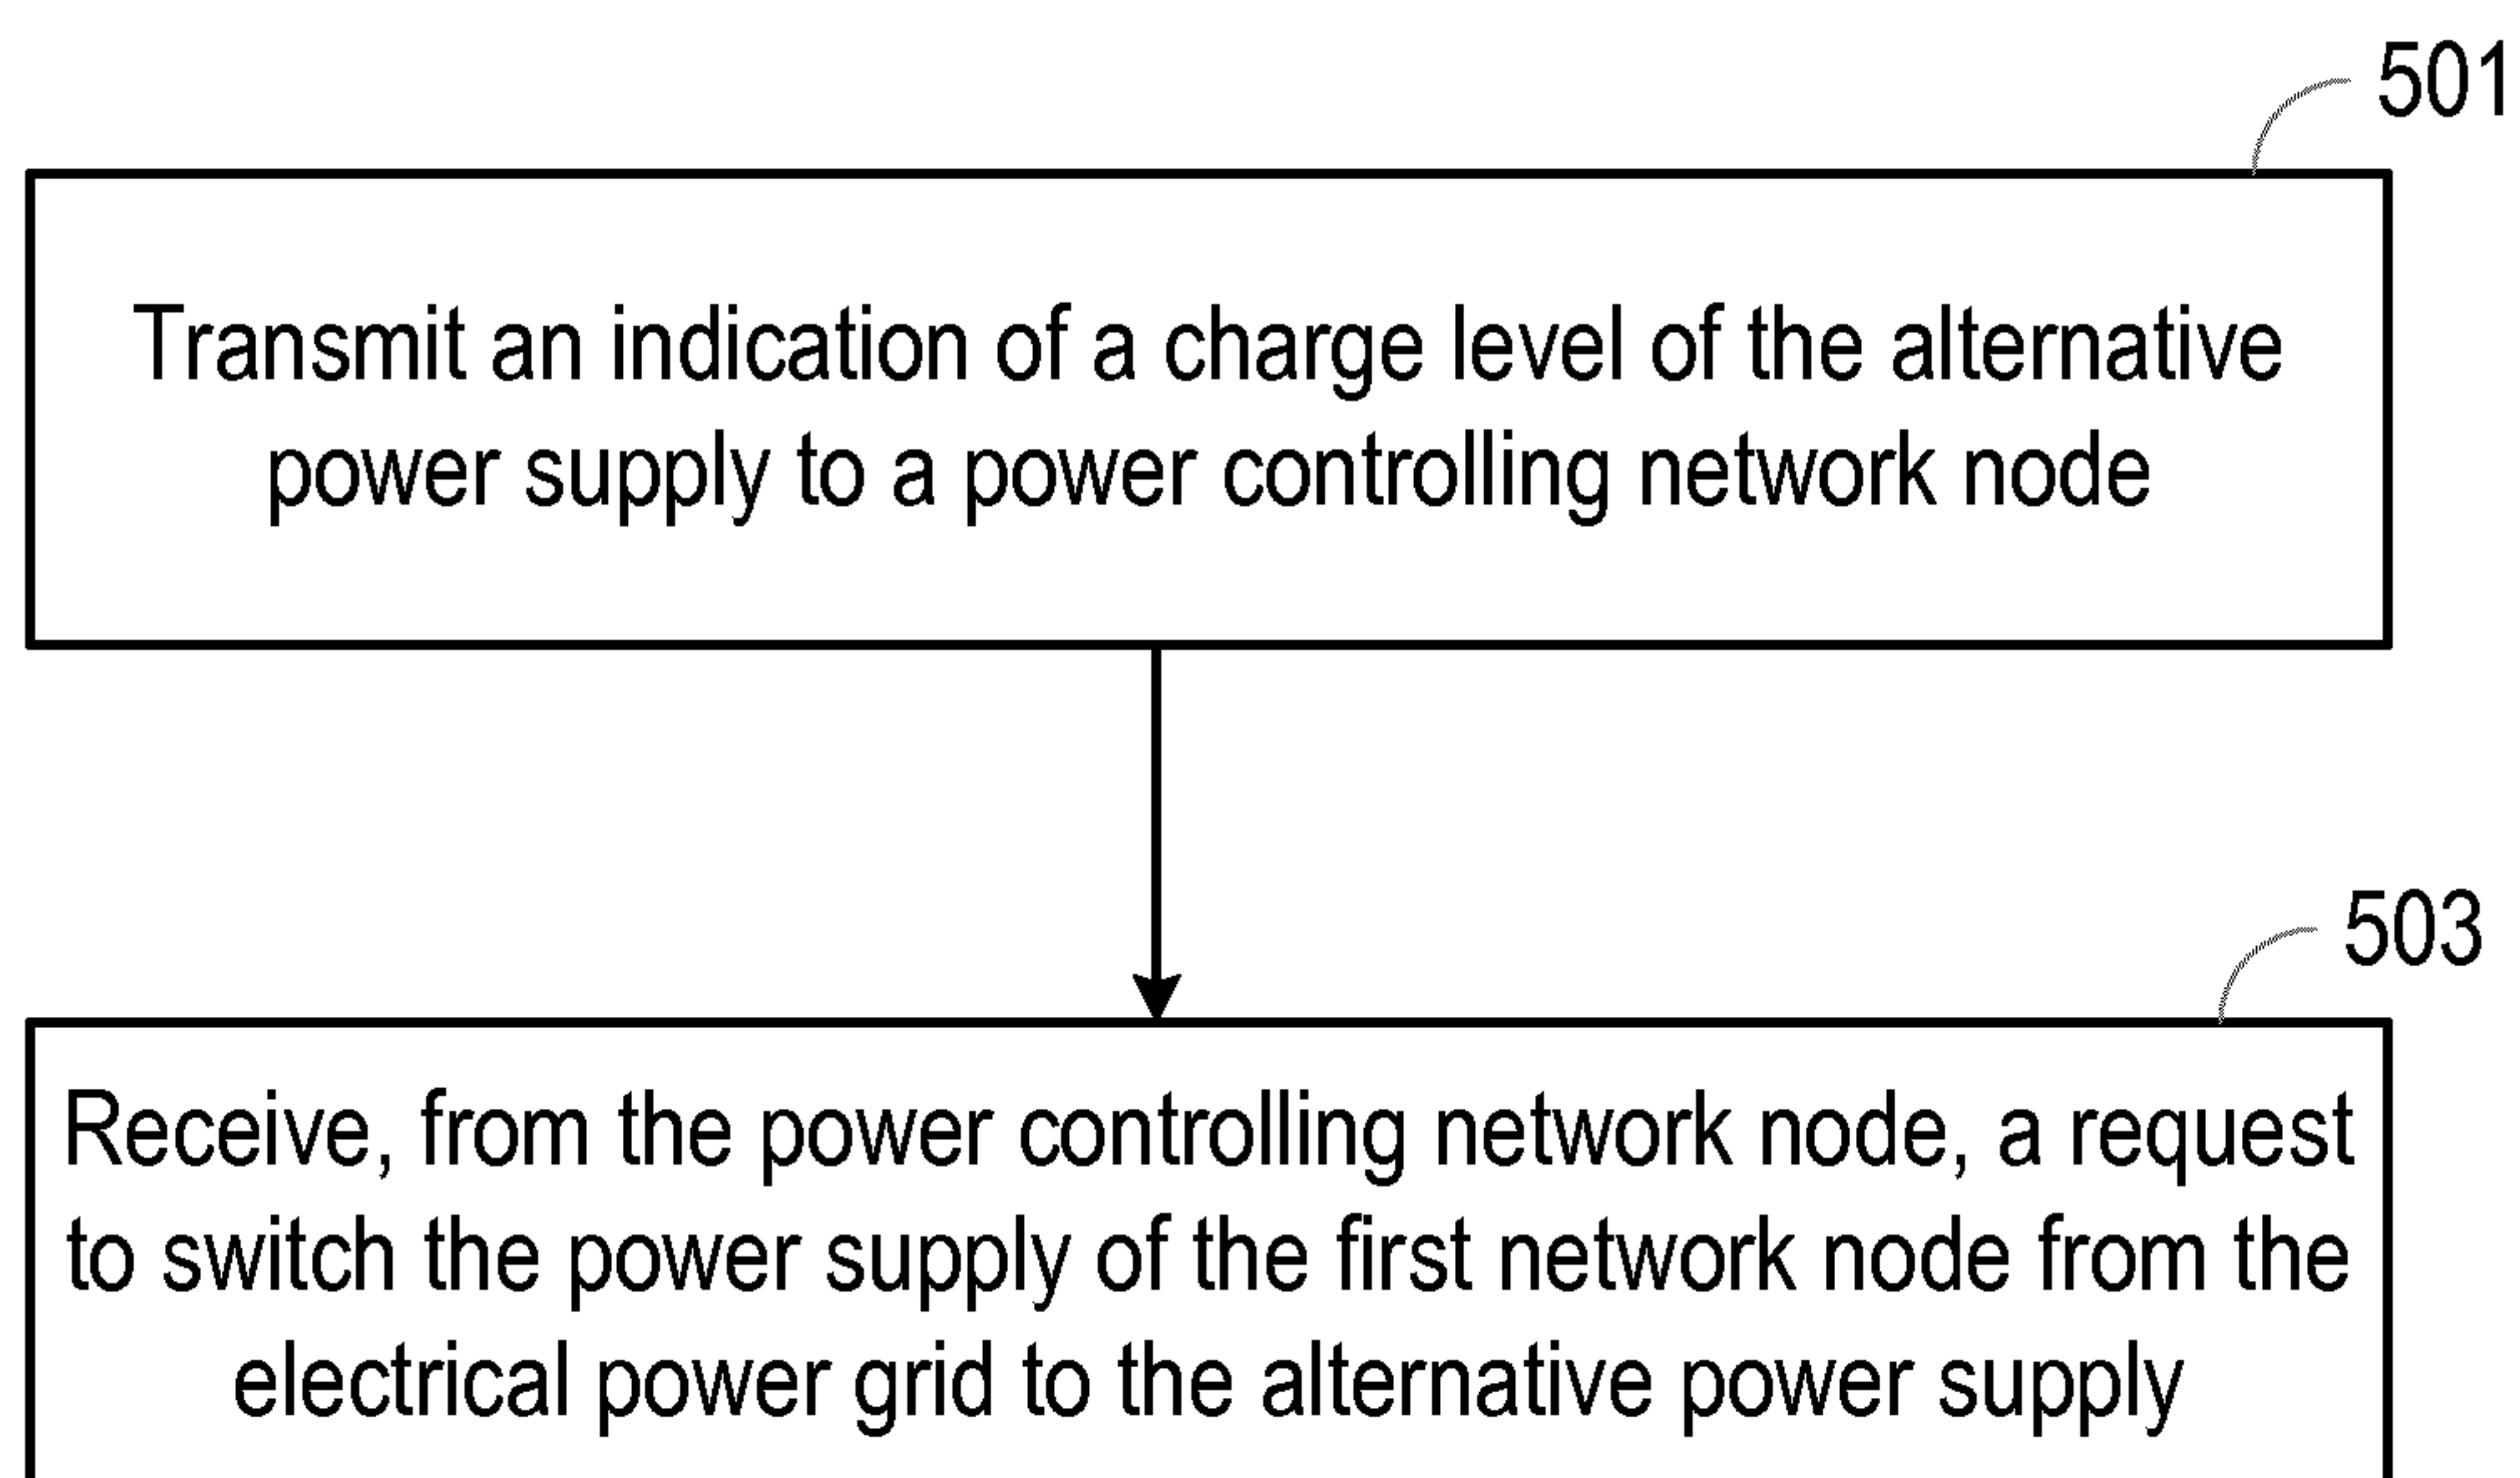 501
Transmit an indication of a charge level of the alternative
power supply to a power controlling network node
503
Receive, from the power controlling network node, a request
to switch the power supply of the first network node from the
electrical power grid to the alternative power supply